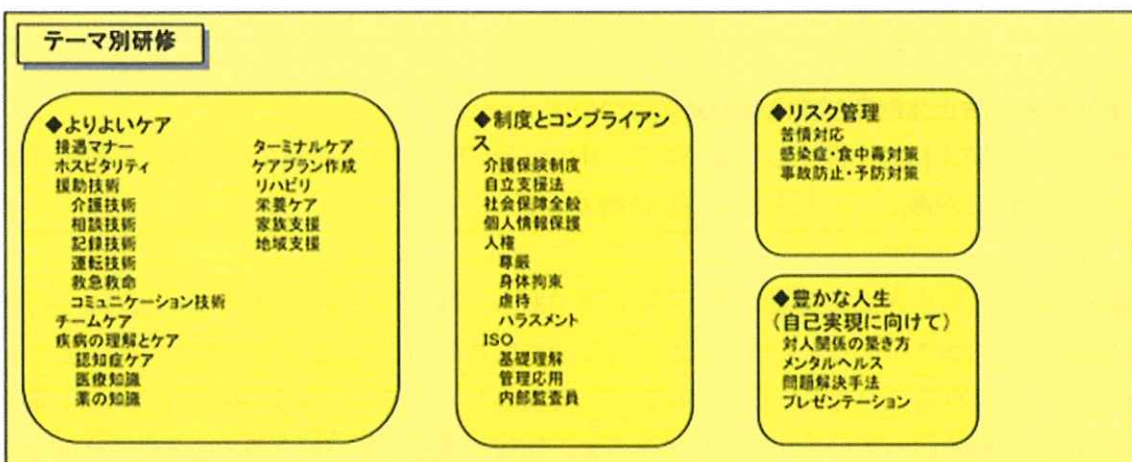 テーマ別研修
◆よりよいケア
接遇マナー
ホスピタリティ
援助技術
介護技術
相談技術
記録技術
運転技術
救急救命
コミュニケーション技術
チームケア
疾病の理解とケア
認知症ケア
医療知識
薬の知識
ターミナルケア
ケアプラン作成
リハビリ
栄養ケア
家族支援
地域支援
◆制度とコンプライアン
ス
介護保険制度
自立支援法
社会保障全般
個人情報保護
人権
尊厳
身体拘束
虐待
ハラスメント
ISO
基礎理解
管理応用
内部監査員
◆リスク管理
苦情対応
感染症・食中毒対策
事故防止・予防対策
◆豊かな人生
(自己実現に向けて)
対人関係の築き方
メンタルヘルス
問題解決手法
プレゼンテーション